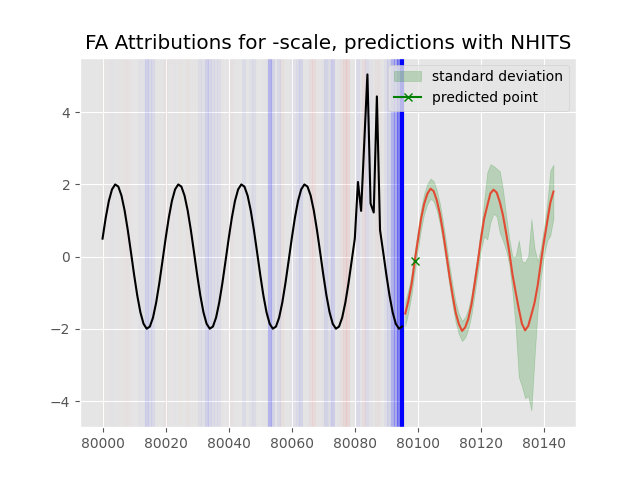 FA Attributions for -scale, predictions with NHITS
standard deviation
predicted point
4
2
0
−2
−4
80000 80020 80040 80060 80080 80100 80120 80140